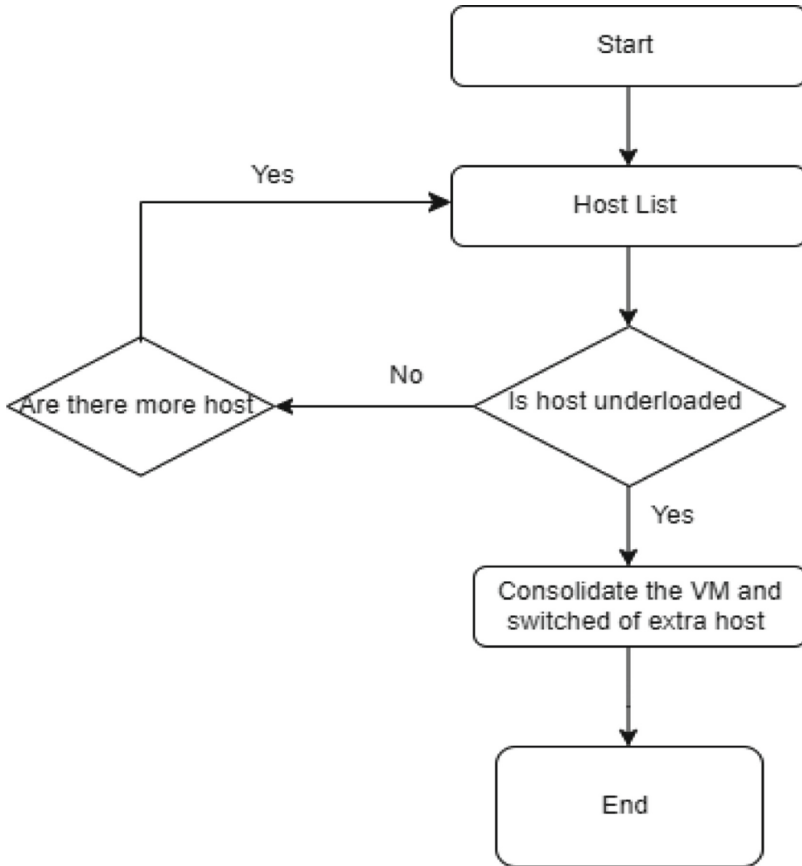 Start
Yes
Host List
No
Are there more host
Is host underloaded
Yes
Consolidate the VM and
switched of extra host
End